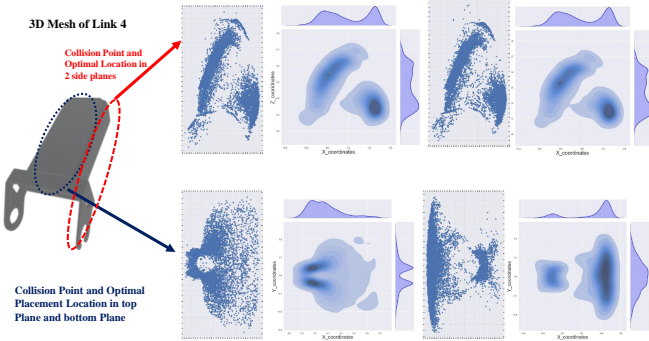 3D Mesh of Link 4
Collision Point and
Optimal Location in
2 side planes
Z_coordinates
X_coordinates
Z_coordinates
X_coordinates
Collision Point and Optimal
Placement Location in top
Plane and bottom Plane
Y_coordinates
X_coordinates
Y_coordinates
X_coordinates